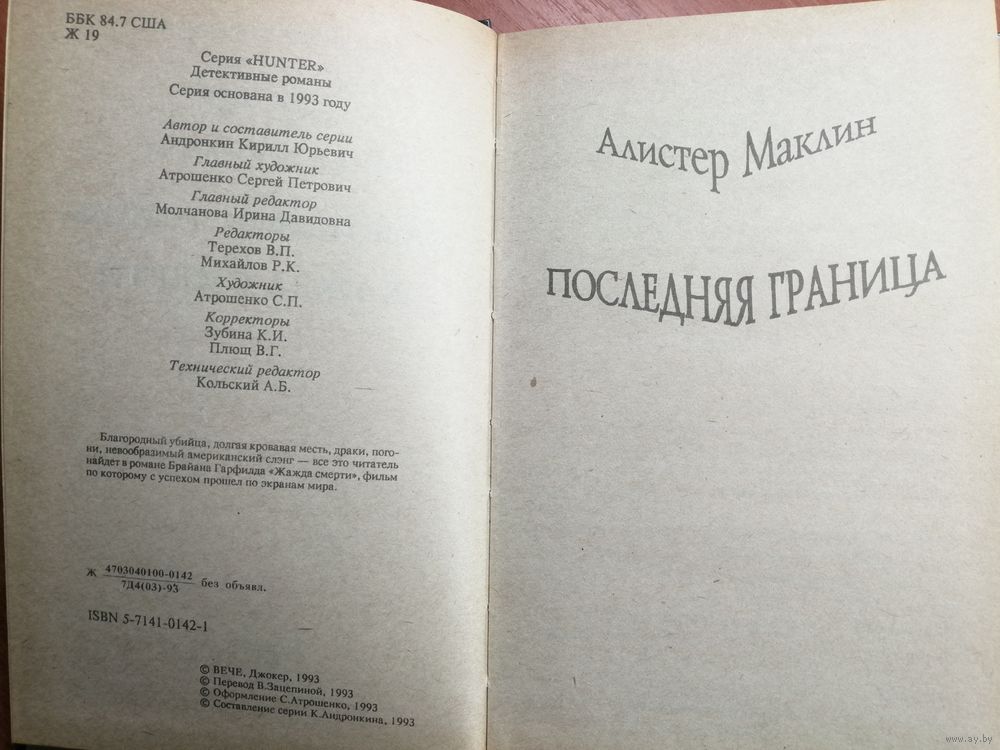 ББК 84.7 США
Ж 19
Серия «HUNTER»
Детективные романы
Серия основана в 1993 году
Автор и составитель серии
Андронкин Кирилл Юрьевич
Главный художник
Атрошенко Сергей Петрович
Главный редактор
Молчанова Ирина Давидовна
Редакторы
Терехов В.П.
Михайлов Р.К.
Художник
Атрошенко С.П.
Корректоры
Зубина К.И.
Плющ В.Г.
Технический редактор
Кольский А.Б.
Благородный убийца, долгая кровавая месть, драки, пого-
ни, невообразимый американский слэнг — все это читатель
найдет в романе Брайана Гарфилда «Жажда смерти», фильм
по которому с успехом прошел по экранам мира.
Ж 4703040100-0142
7Д4(03)-93 без объявл.
ISBN 5-7141-0142-1
© ВЕЧЕ, Джокер, 1993
© Перевод В.Зацепиной, 1993
© Оформление С.Атрошенко, 1993
© Составление серии К.Андронкина, 1993
Алистер Маклин
ПОСЛЕДНЯЯ ГРАНИЦА
www.ay.by